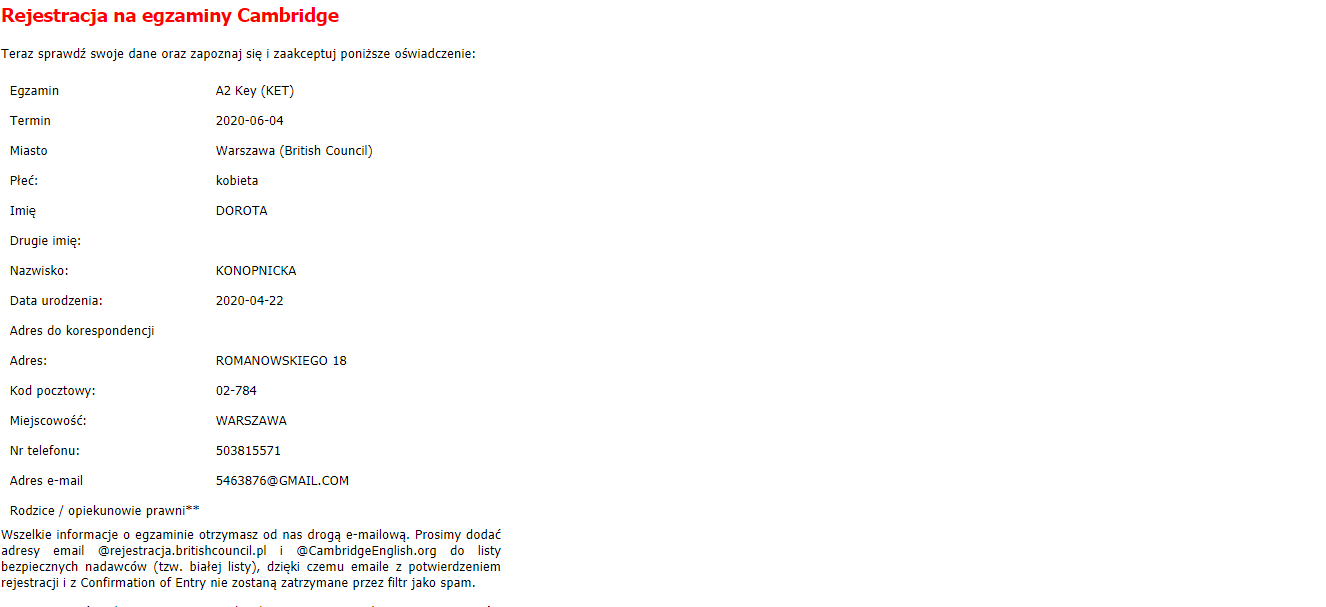 Rejestracja na egzaminy Cambridge
Teraz sprawdź swoje dane oraz zapoznaj się i zaakceptuj poniższe oświadczenie:
Egzamin A2 Key (KET)
Termin 2020-06-04
Miasto Warszawa (British Council)
Płeć: kobieta
Imię DOROTA
Drugie imię:
Nazwisko: KONOPNICKA
Data urodzenia: 2020-04-22
Adres do korespondencji
Adres: ROMANOWSKIEGO 18
Kod pocztowy: 02-784
Miejscowość: WARSZAWA
Nr telefonu: 503815571
Adres e-mail 5463876@GMAIL.COM
Rodzice / opiekunowie prawni**
Wszelkie informacje o egzaminie otrzymasz od nas drogą e-mailową. Prosimy dodać
adresy email @rejestracja.britishcouncil.pl i @CambridgeEnglish.org do listy
bezpiecznych nadawców (tzw. białej listy), dzięki czemu emaile z potwierdzeniem
rejestracji i z Confirmation of Entry nie zostaną zatrzymane przez filtr jako spam.